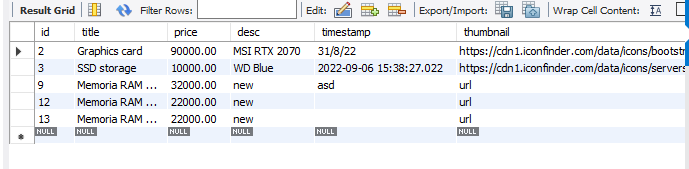 Result Grid Filter Rows: Edit: Export/Import: Wrap Cell Content:
id title price desc timestamp thumbnail
2 Graphics card 90000.00 MSI RTX 2070 31/8/22 https://cdn1.iconfinder.com/data/icons/bootstr
3 SSD storage 10000.00 WD Blue 2022-09-06 15:38:27.022 https://cdn1.iconfinder.com/data/icons/servers
9 Memoria RAM ... 32000.00 new asd url
12 Memoria RAM ... 22000.00 new url
13 Memoria RAM ... 22000.00 new url
NULL NULL NULL NULL NULL NULL